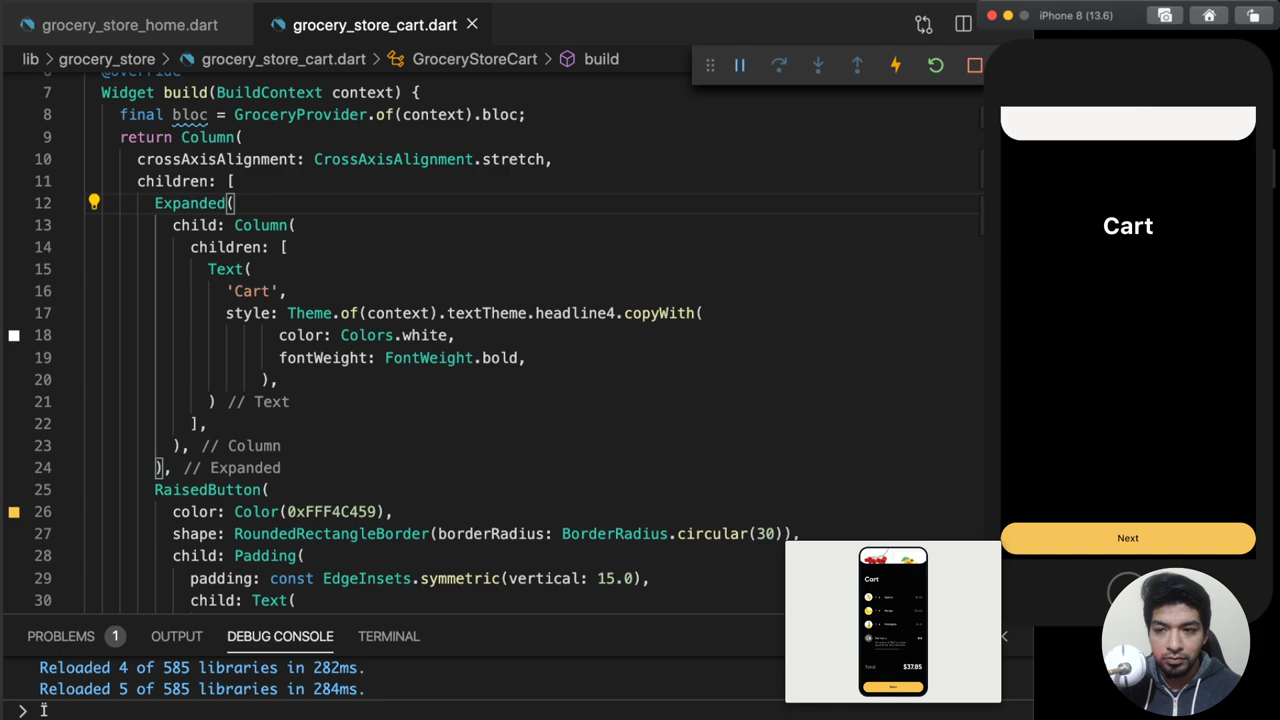 grocery_store_home.dart
grocery_store_cart.dart
iPhone 8 (13.6)
lib > grocery_store > grocery_store_cart.dart > GroceryStoreCart > build
6 @override
7 Widget build(BuildContext context) {
8 final bloc = GroceryProvider.of(context).bloc;
9 return Column(
10 crossAxisAlignment: CrossAxisAlignment.stretch,
11 children: [
12 Expanded(
13 child: Column(
14 children: [
15 Text(
16 'Cart',
17 style: Theme.of(context).textTheme.headline4.copyWith(
18 color: Colors.white,
19 fontWeight: FontWeight.bold,
20 ),
21 ) // Text
22 ],
23 ), // Column
24 ), // Expanded
25 RaisedButton(
26 color: Color(0xFFF4C459),
27 shape: RoundedRectangleBorder(borderRadius: BorderRadius.circular(30)),
28 child: Padding(
29 padding: const EdgeInsets.symmetric(vertical: 15.0),
30 child: Text(
PROBLEMS 1 OUTPUT DEBUG CONSOLE TERMINAL
Reloaded 4 of 585 libraries in 282ms.
Reloaded 5 of 585 libraries in 284ms.
>
Cart
Next
Cart
Total:
$37.85
Next